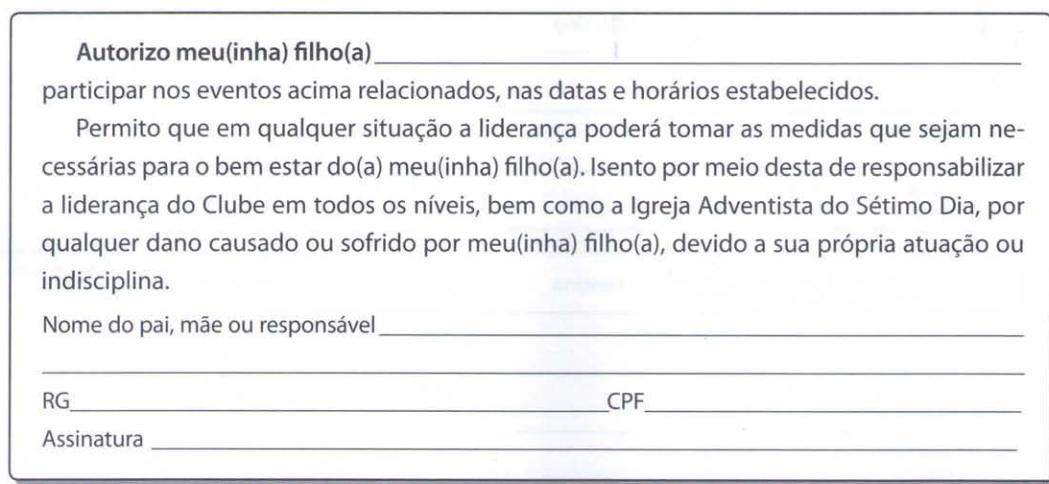 Autorizo meu(inha) filho(a)
participar nos eventos acima relacionados, nas datas e horários estabelecidos.
Permito que em qualquer situação a liderança poderá tomar as medidas que sejam ne-
cessárias para o bem estar do(a) meu(inha) filho(a). Isento por meio desta de responsabilizar
a liderança do Clube em todos os níveis, bem como a Igreja Adventista do Sétimo Dia, por
qualquer dano causado ou sofrido por meu(inha) filho(a), devido a sua própria atuação ou
indisciplina.
Nome do pai, mãe ou responsável
RG CPF
Assinatura